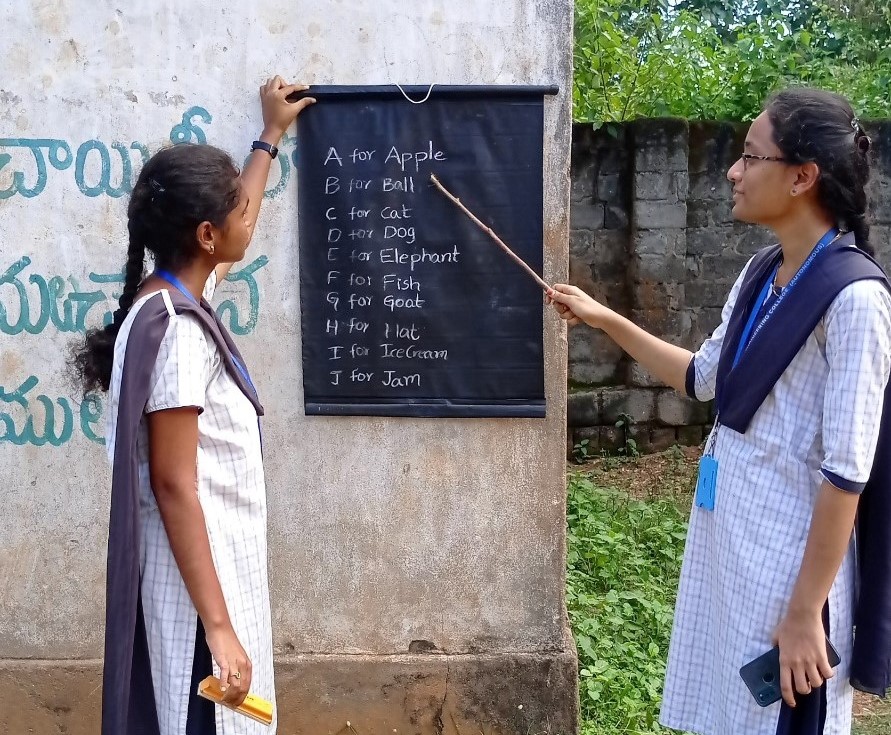 A for Apple
B for Ball
C for Cat
D for Dog
E for Elephant
F for Fish
G for Goat
H for Hat
I for IceCream
J for Jam
చాయితీ
ములు
(AUTONOMOUS)